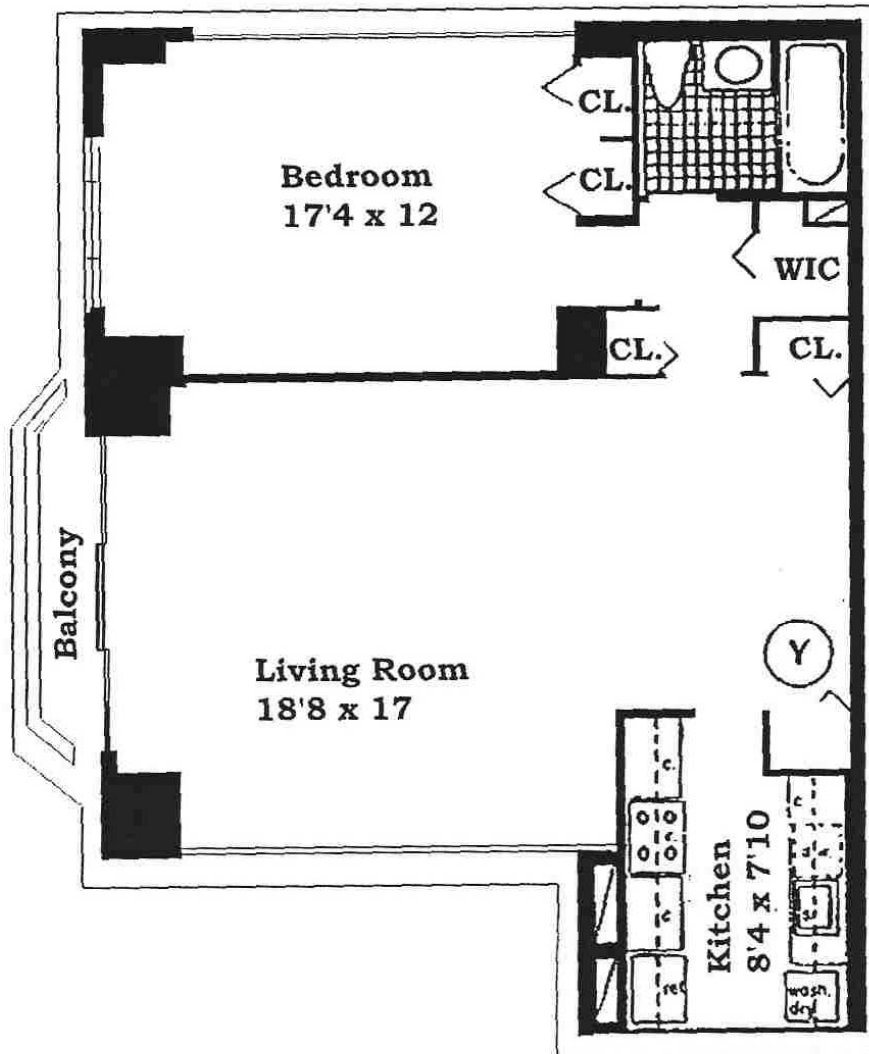 CL.
Bedroom
17'4 x 12
CL.
WIC
CL.
CL.
Balcony
Y
Living Room
18'8 x 17
c.
c
Kitchen
8'4 x 7'10
c
ref
wash.
dry